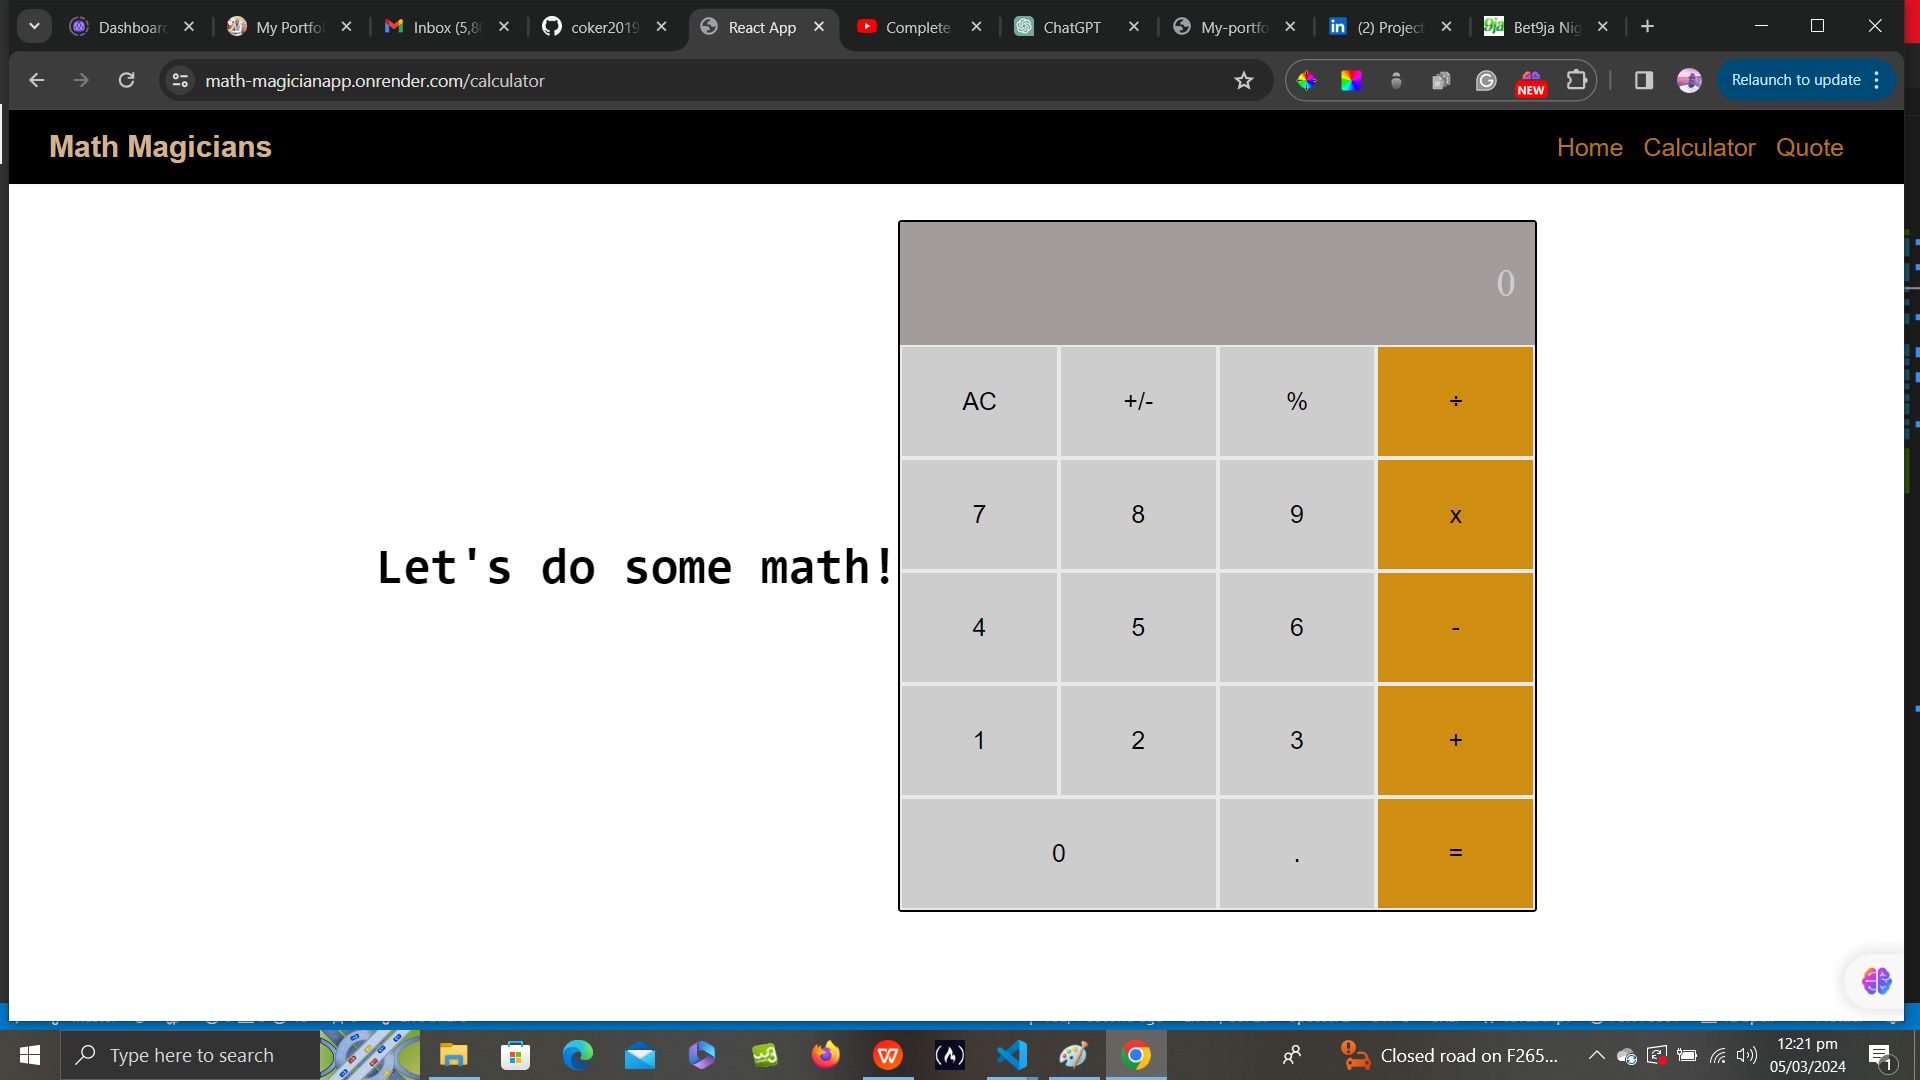 Dashboard
My Portfol
Inbox (5,8
coker2019
React App
Complete
ChatGPT
My-portfo
(2) Project
Bet9ja Nig
math-magicianapp.onrender.com/calculator
NEW
Relaunch to update
Math Magicians
Home Calculator Quote
0
AC +/- % ÷
7 8 9 x
Let's do some math!
4 5 6 -
1 2 3 +
0 . =
Type here to search
Closed road on F265...
12:21 pm
05/03/2024
1